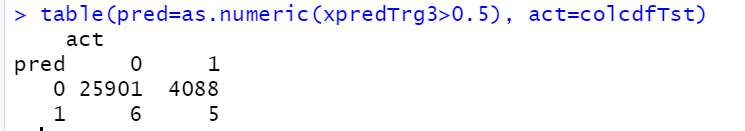 > table(pred=as.numeric(xpredTrg3>0.5), act=colcdfTst)
act
pred 0 1
0 25901 4088
1 6 5